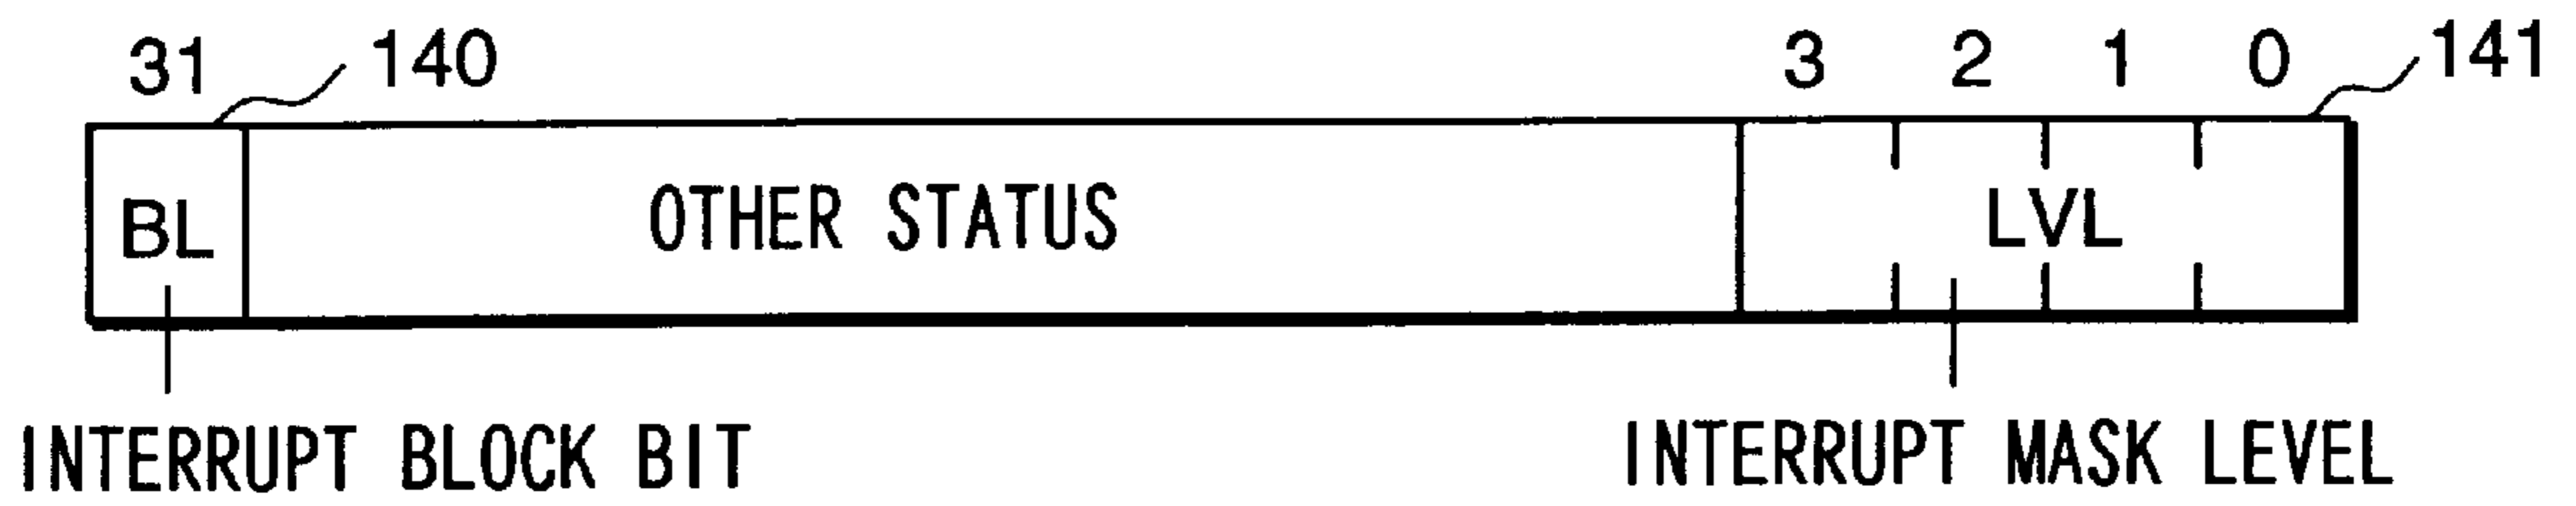 31 140 3 2 1 0 141
BL OTHER STATUS LVL
INTERRUPT BLOCK BIT INTERRUPT MASK LEVEL